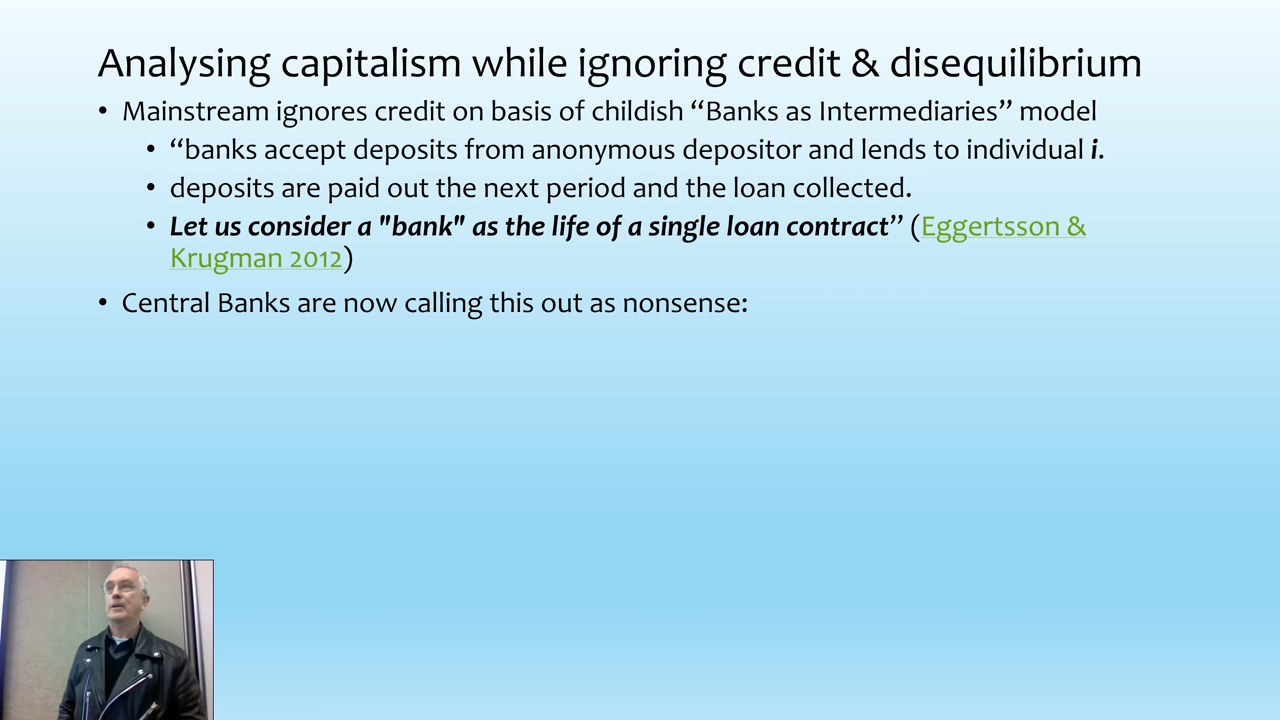 Analysing capitalism while ignoring credit & disequilibrium
• Mainstream ignores credit on basis of childish “Banks as Intermediaries” model
• “banks accept deposits from anonymous depositor and lends to individual i.
• deposits are paid out the next period and the loan collected.
• Let us consider a "bank" as the life of a single loan contract” (Eggertsson &
Krugman 2012)
• Central Banks are now calling this out as nonsense: